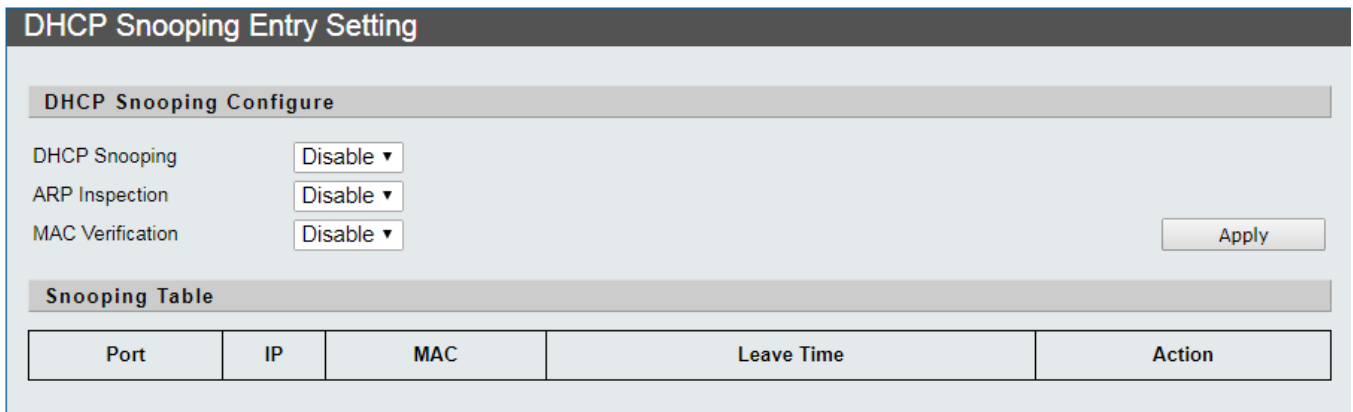 DHCP Snooping Entry Setting
DHCP Snooping Configure
DHCP Snooping Disable
ARP Inspection Disable
MAC Verification Disable Apply
Snooping Table
Port IP MAC Leave Time Action